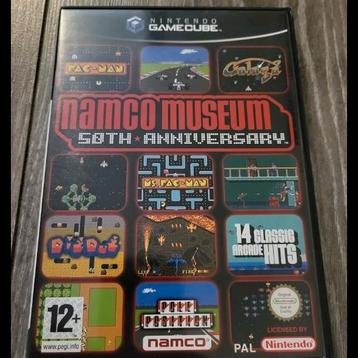 NINTENDO
GAMECUBE
PAC-MAN
Galaga
namco museum
50TH ★ ANNIVERSARY
MS. PAC-MAN
DIG DUG
14 CLASSIC
ARCADE
HITS
12+
www.pegi.info
POLE
POSITION
namco
PAL
LICENSED BY
Nintendo